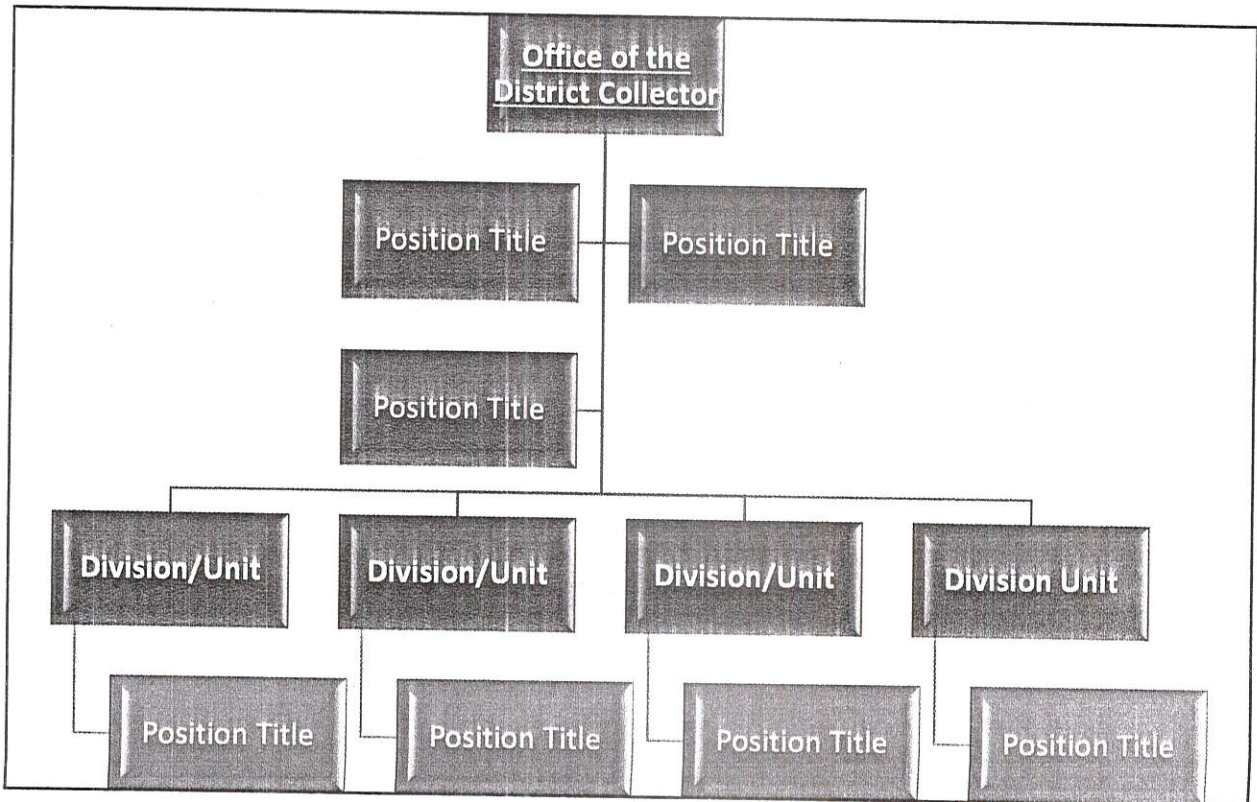 Office of the
District Collector
Position Title
Position Title
Position Title
Division/Unit
Division/Unit
Division/Unit
Division Unit
Position Title
Position Title
Position Title
Position Title